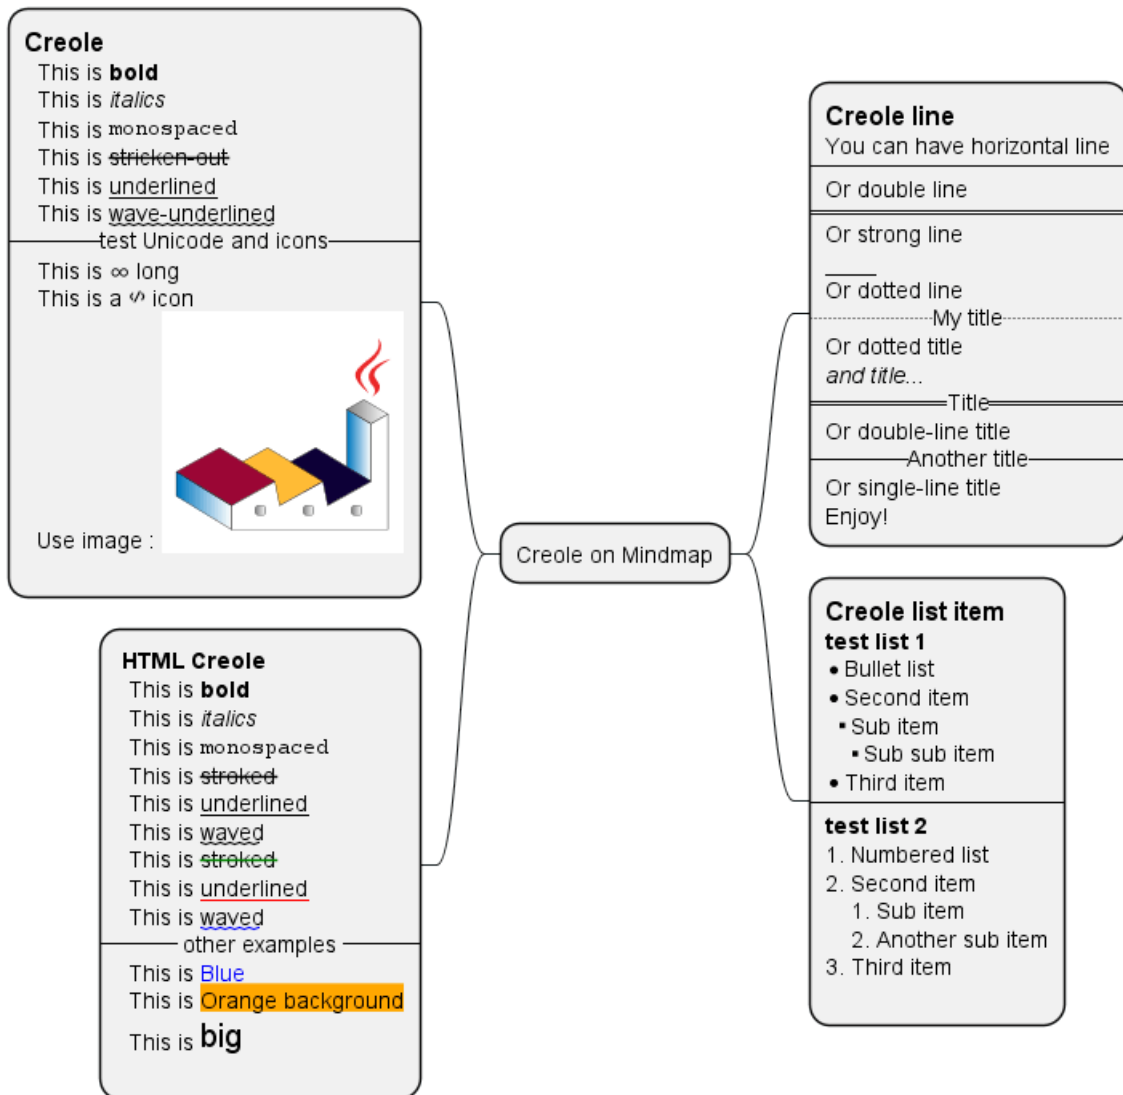 Creole
This is bold
This is italics
This is monospaced
This is stricken-out
This is underlined
This is wave-underlined
test Unicode and icons
This is ∞ long
This is a </> icon
Use image :
HTML Creole
This is bold
This is italics
This is monospaced
This is stroked
This is underlined
This is waved
This is stroked
This is underlined
This is waved
other examples
This is Blue
This is Orange background
This is big
Creole on Mindmap
Creole line
You can have horizontal line
Or double line
Or strong line
____
Or dotted line
My title
Or dotted title
and title...
Title
Or double-line title
Another title
Or single-line title
Enjoy!
Creole list item
test list 1
• Bullet list
• Second item
▪ Sub item
▪ Sub sub item
• Third item
test list 2
1. Numbered list
2. Second item
1. Sub item
2. Another sub item
3. Third item